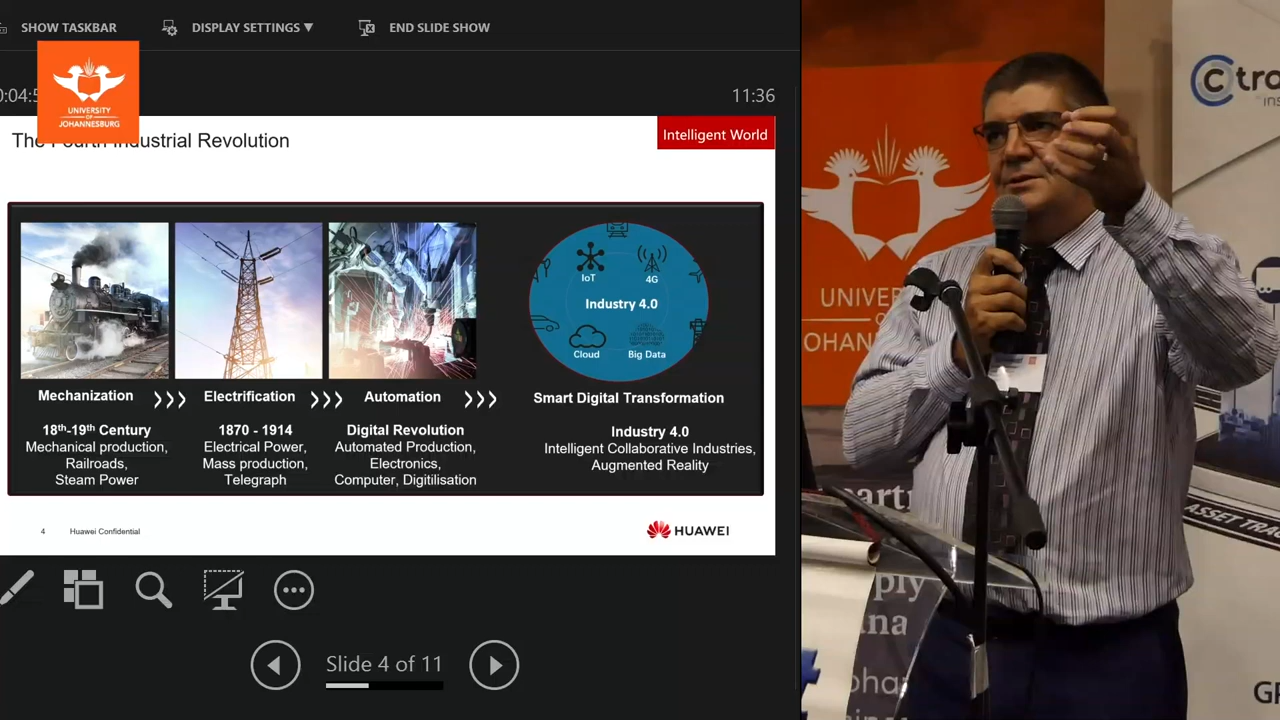 SHOW TASKBAR
DISPLAY SETTINGS
END SLIDE SHOW
11:36
UNIVERSITY
OF
JOHANNESBURG
The Fourth Industrial Revolution
Intelligent World
IoT
4G
Industry 4.0
Cloud
Big Data
Mechanization
Electrification
Automation
Smart Digital Transformation
18th-19th Century
Mechanical production,
Railroads,
Steam Power
1870 - 1914
Electrical Power,
Mass production,
Telegraph
Digital Revolution
Automated Production,
Electronics,
Computer, Digitilisation
Industry 4.0
Intelligent Collaborative Industries,
Augmented Reality
4 Huawei Confidential
HUAWEI
Slide 4 of 11
ASSET